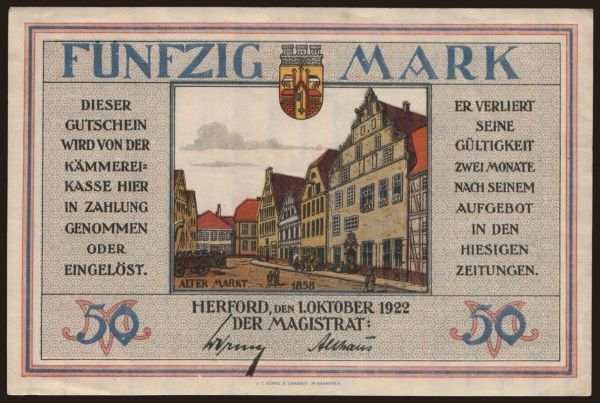 FÜNFZIG MARK
DIESER
GUTSCHEIN
WIRD VON DER
KÄMMEREI=
KASSE HIER
IN ZAHLUNG
GENOMMEN
ODER
EINGELÖST.
ER VERLIERT
SEINE
GÜLTIGKEIT
ZWEI MONATE
NACH SEINEM
AUFGEBOT
IN DEN
HIESIGEN
ZEITUNGEN.
ALTER MARKT 1858
HERFORD, DEN 1. OKTOBER 1922
DER MAGISTRAT:
50
50
Althaus